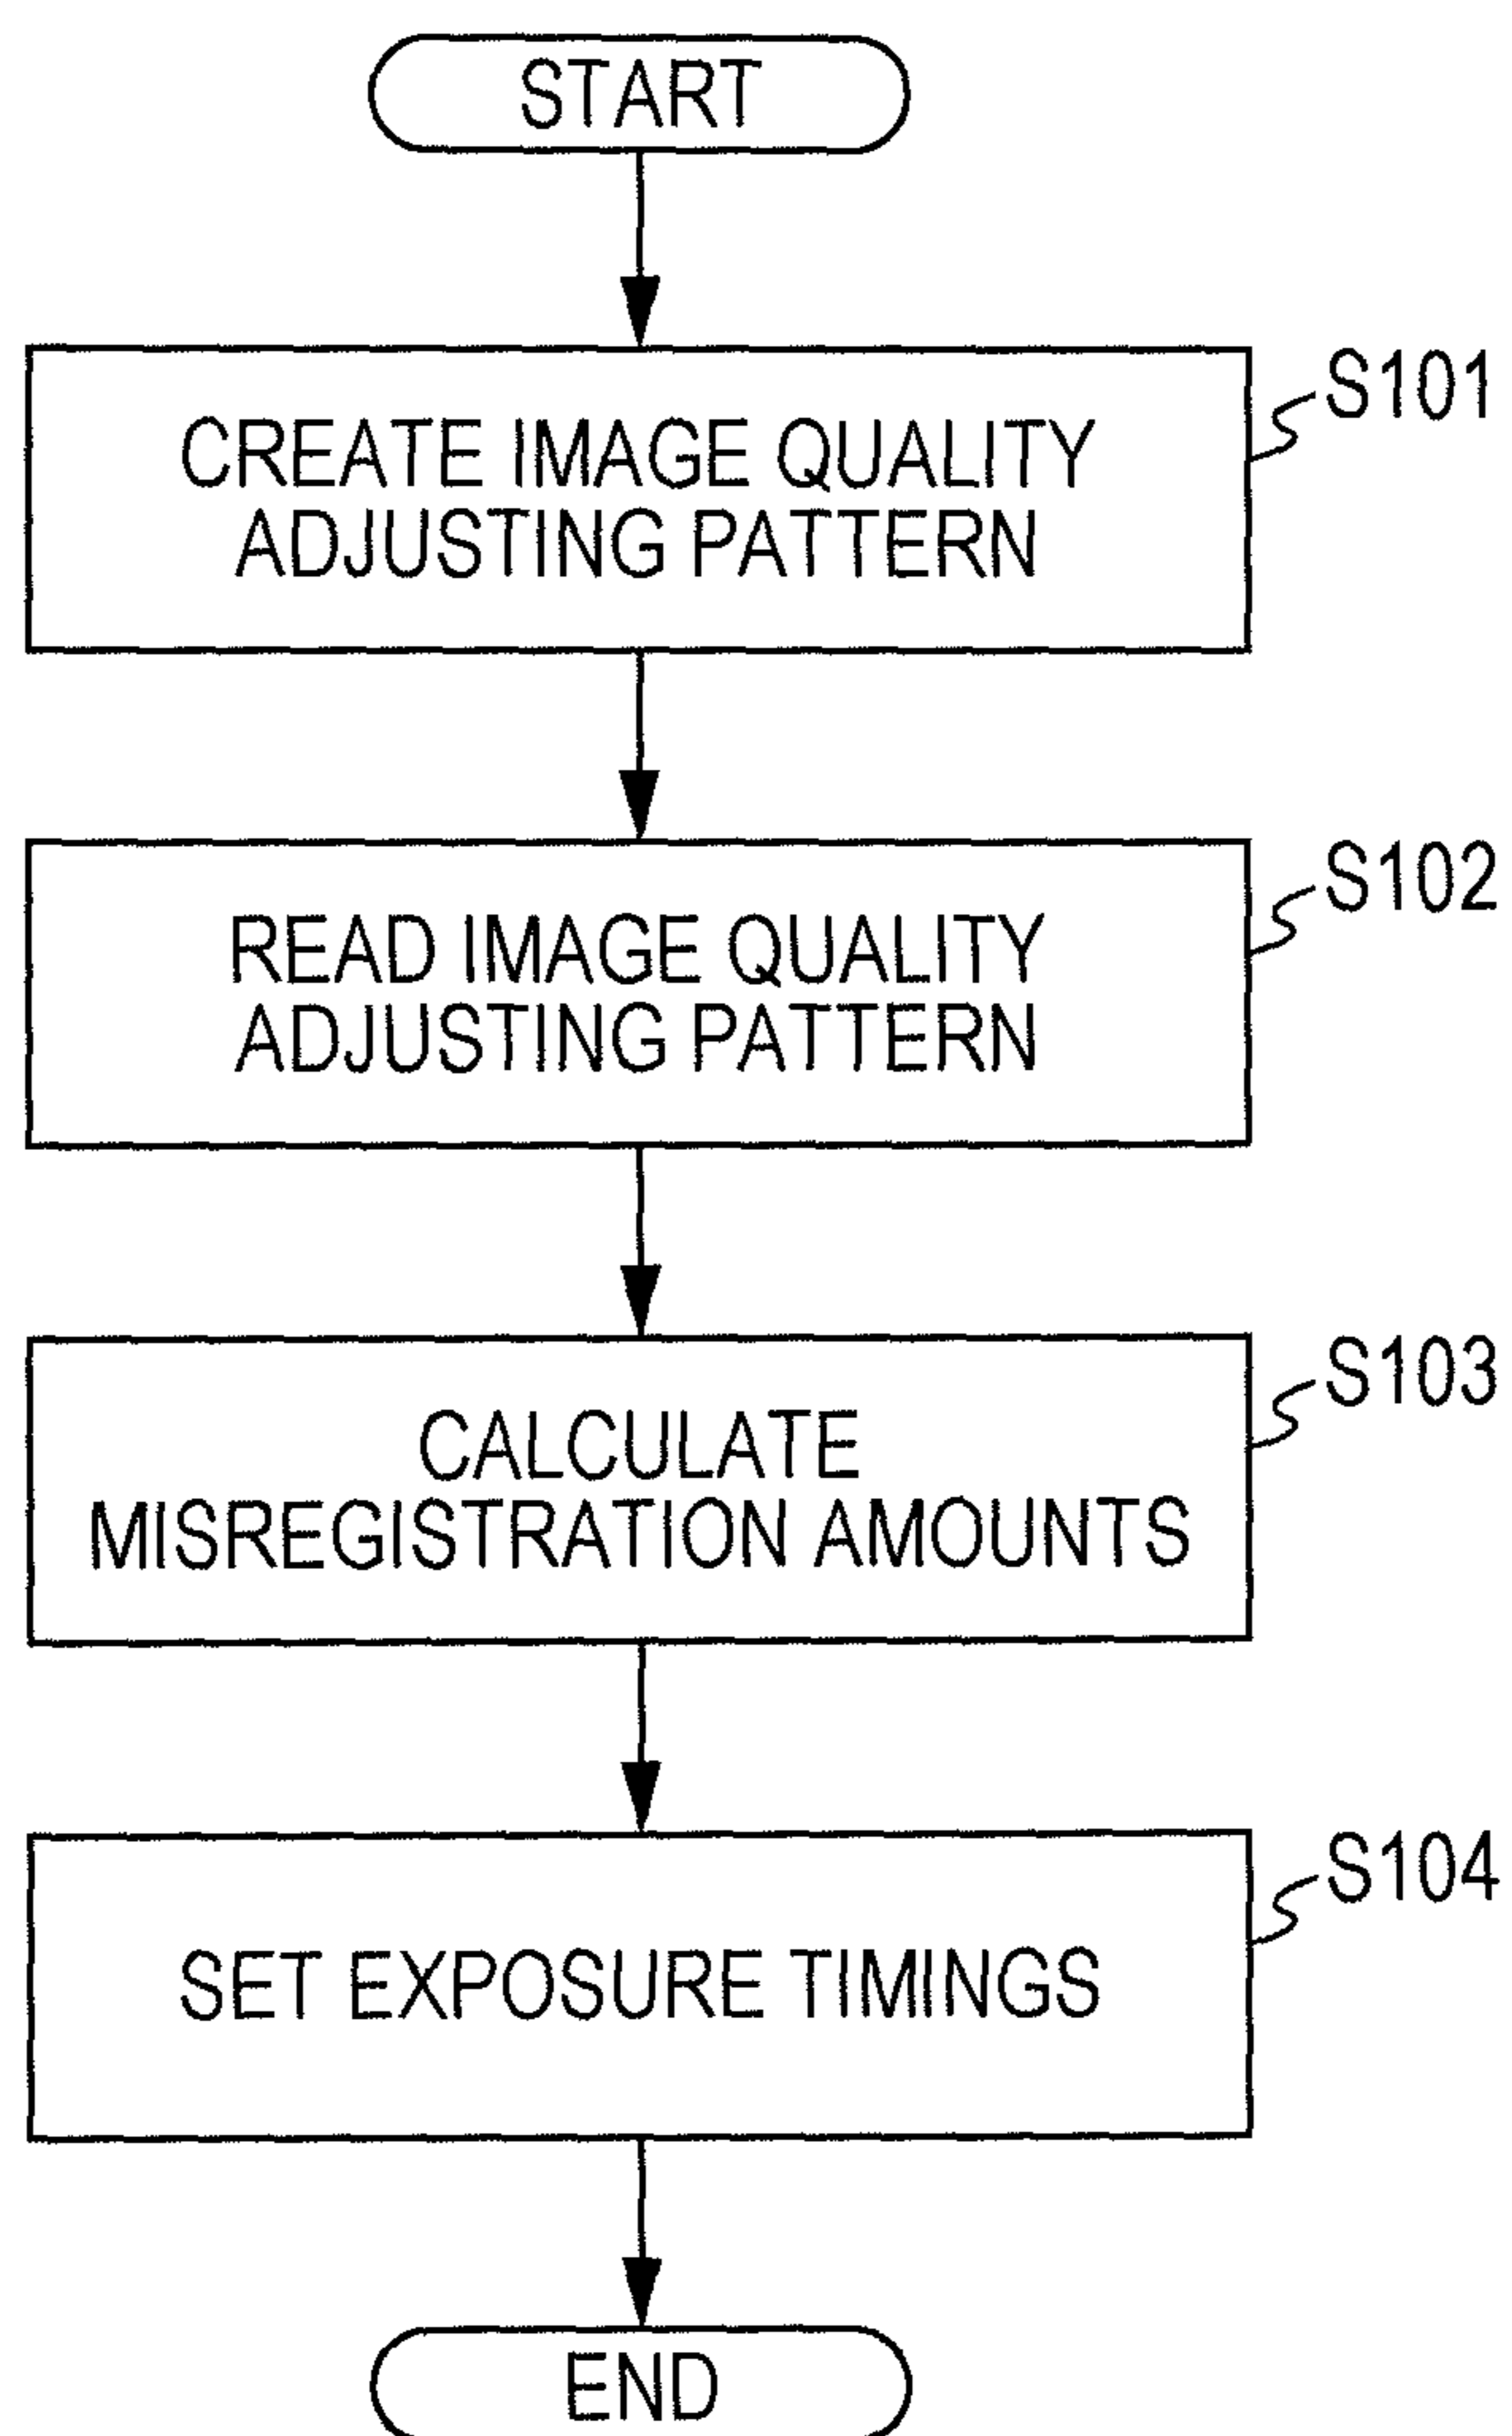 START
S101
CREATE IMAGE QUALITY
ADJUSTING PATTERN
S102
READ IMAGE QUALITY
ADJUSTING PATTERN
S103
CALCULATE
MISREGISTRATION AMOUNTS
S104
SET EXPOSURE TIMINGS
END